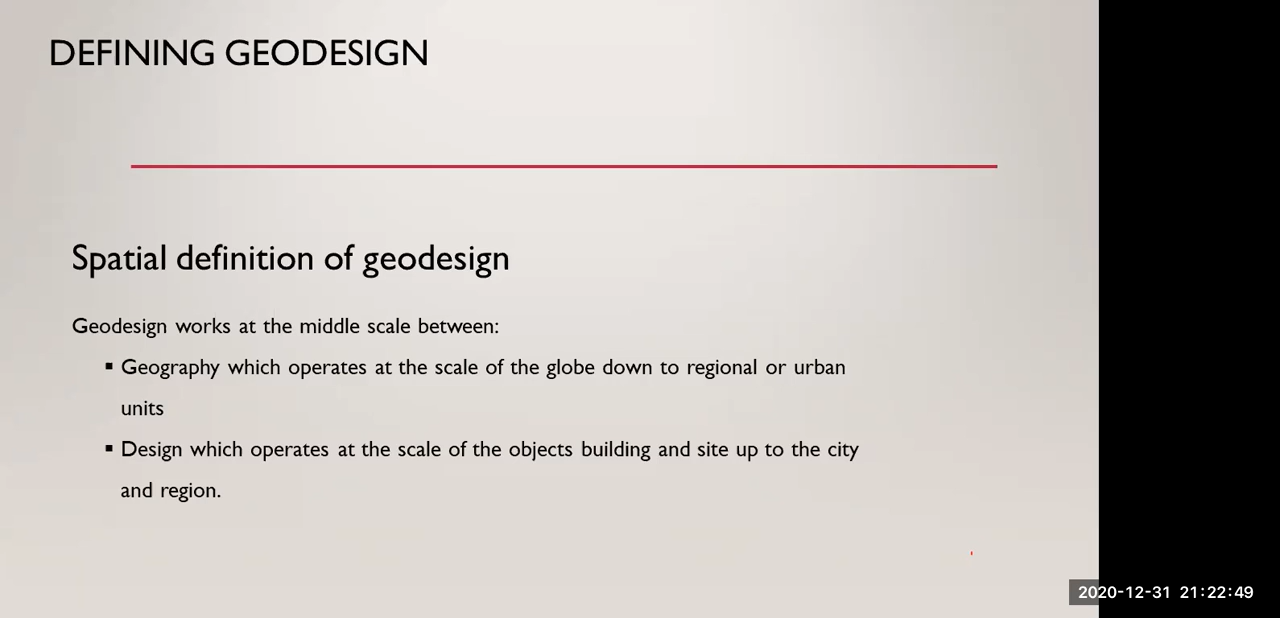 DEFINING GEODESIGN
Spatial definition of geodesign
Geodesign works at the middle scale between:
▪ Geography which operates at the scale of the globe down to regional or urban
units
▪ Design which operates at the scale of the objects building and site up to the city
and region.
2020-12-31 21:22:49